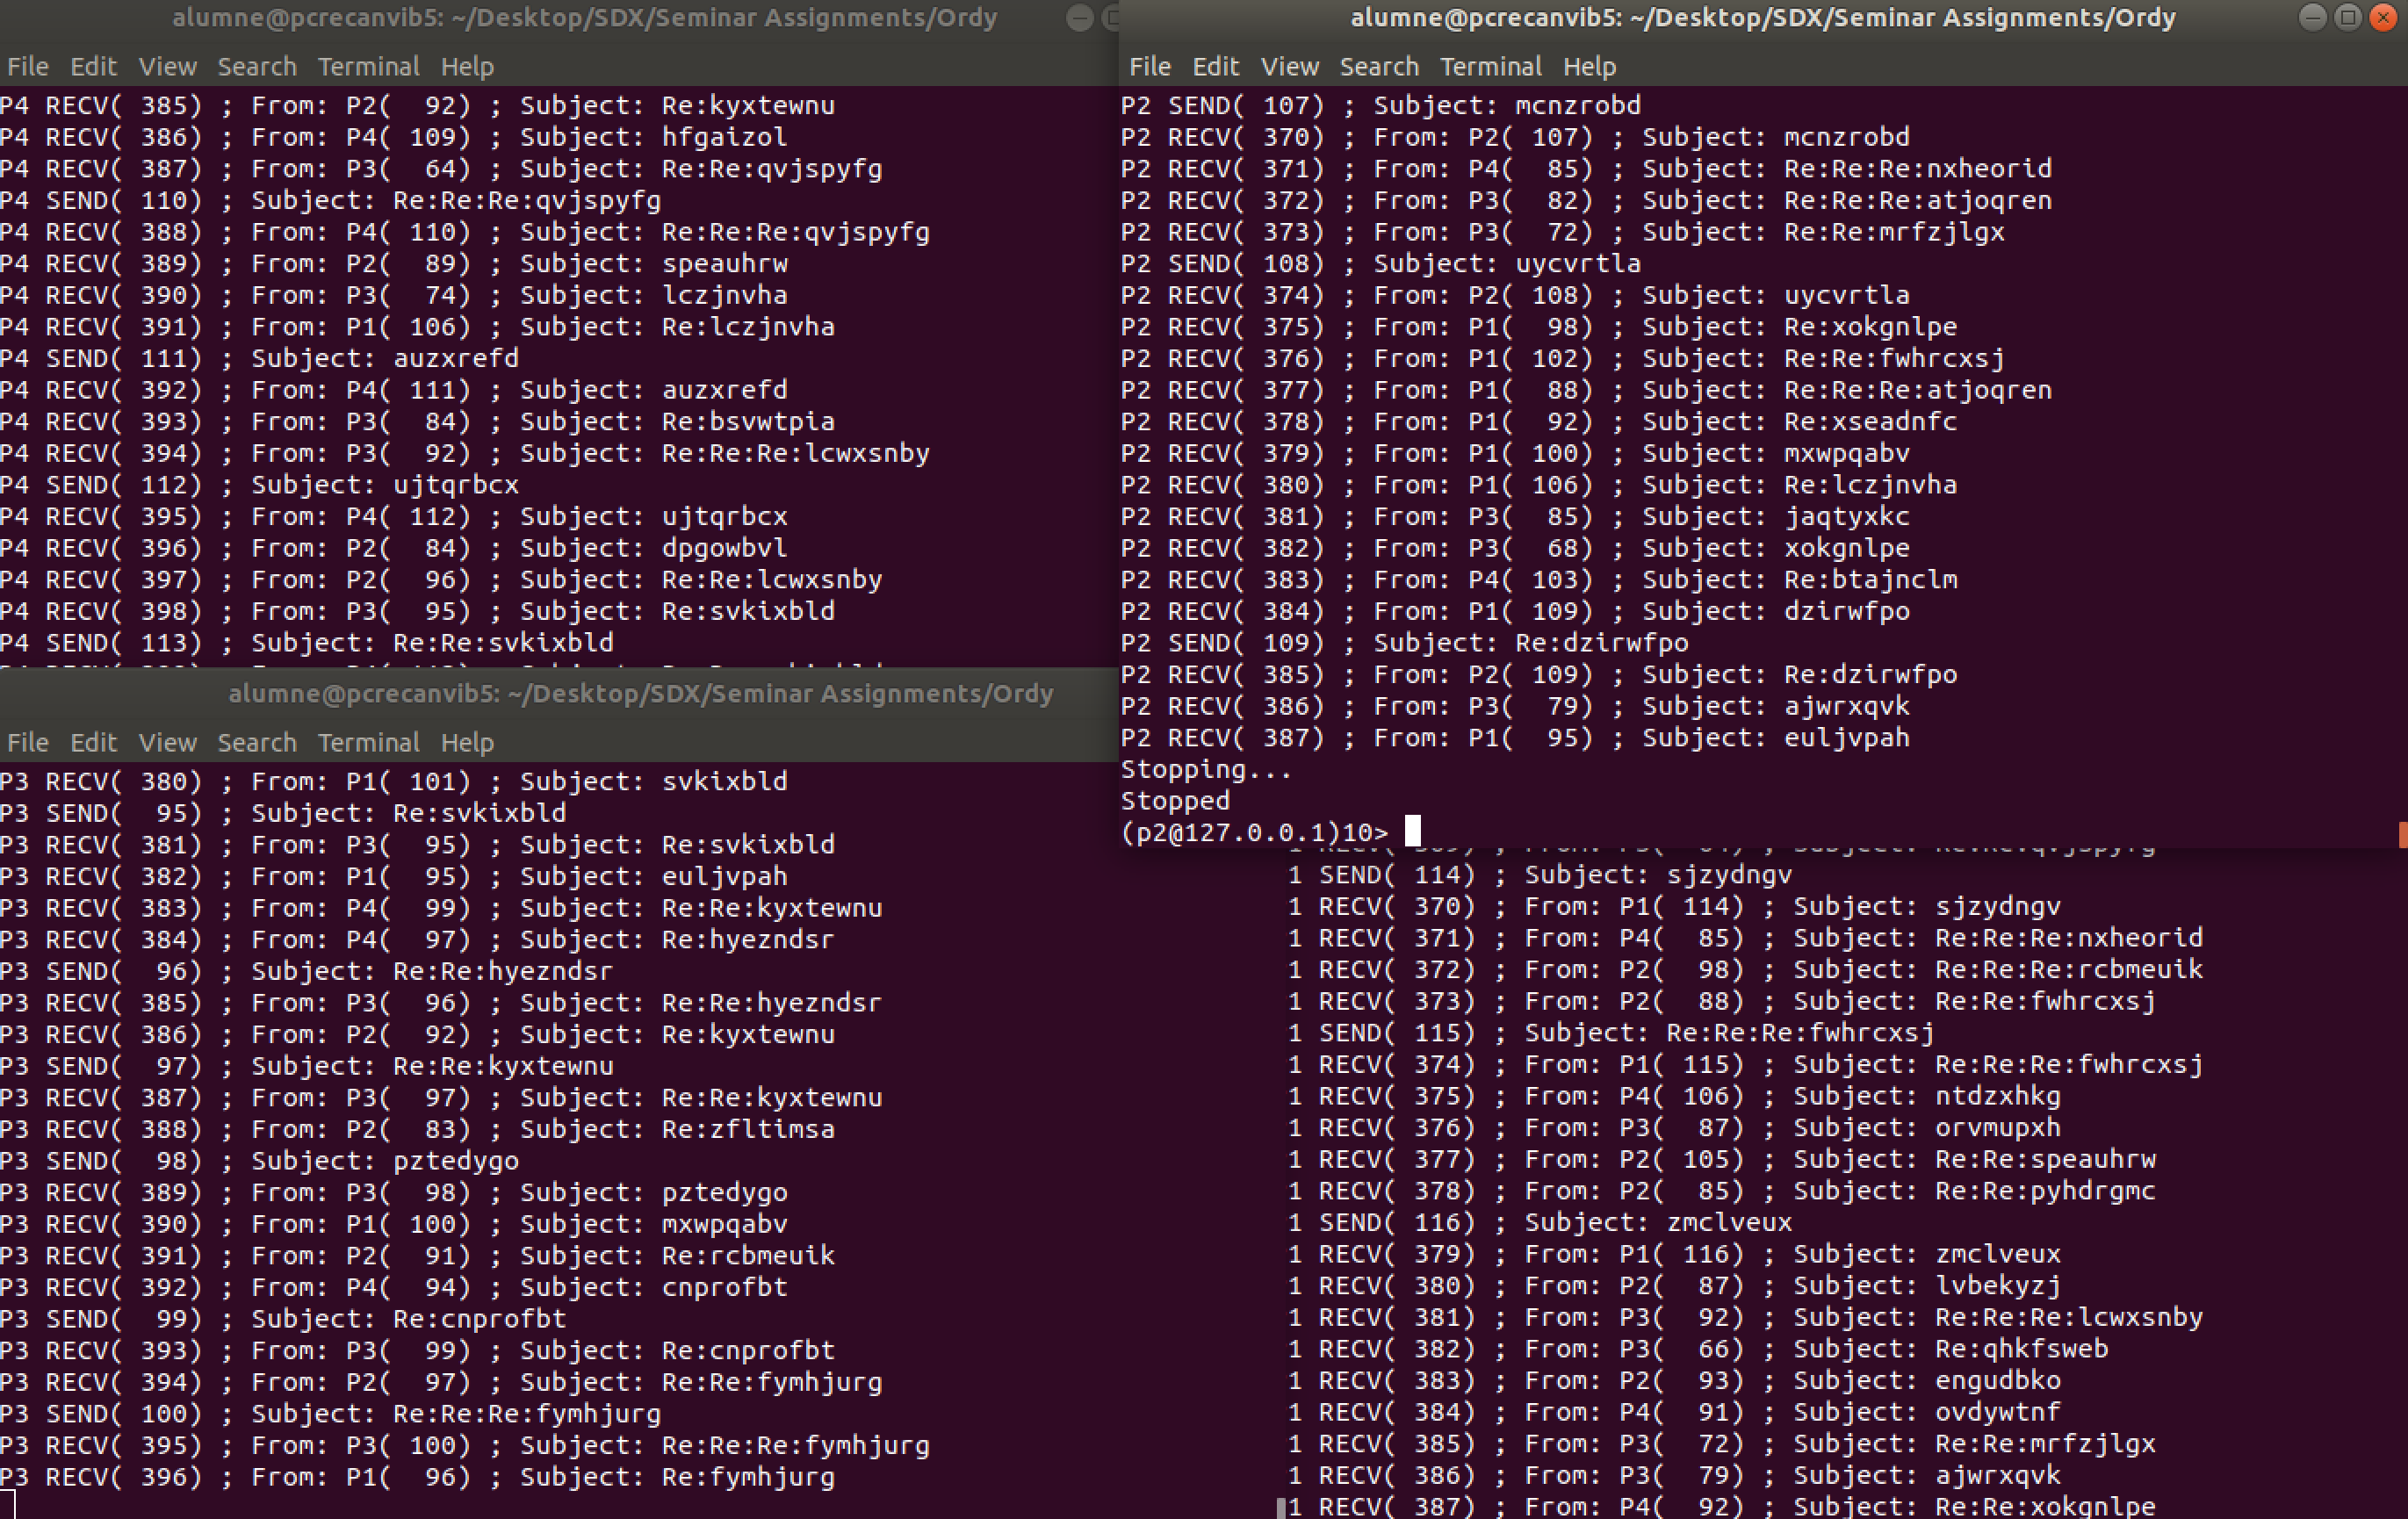 alumne@pcrecanvib5: ~/Desktop/SDX/Seminar Assignments/Ordy
File Edit View Search Terminal Help
P4 RECV( 385) ; From: P2(  92) ; Subject: Re:kyxtewnu
P4 RECV( 386) ; From: P4( 109) ; Subject: hfgaizol
P4 RECV( 387) ; From: P3(  64) ; Subject: Re:Re:qvjspyfg
P4 SEND( 110) ; Subject: Re:Re:Re:qvjspyfg
P4 RECV( 388) ; From: P4( 110) ; Subject: Re:Re:Re:qvjspyfg
P4 RECV( 389) ; From: P2(  89) ; Subject: speauhrw
P4 RECV( 390) ; From: P3(  74) ; Subject: lczjnvha
P4 RECV( 391) ; From: P1( 106) ; Subject: Re:lczjnvha
P4 SEND( 111) ; Subject: auzxrefd
P4 RECV( 392) ; From: P4( 111) ; Subject: auzxrefd
P4 RECV( 393) ; From: P3(  84) ; Subject: Re:bsvwtpia
P4 RECV( 394) ; From: P3(  92) ; Subject: Re:Re:Re:lcwxsnby
P4 SEND( 112) ; Subject: ujtqrbcx
P4 RECV( 395) ; From: P4( 112) ; Subject: ujtqrbcx
P4 RECV( 396) ; From: P2(  84) ; Subject: dpgowbvl
P4 RECV( 397) ; From: P2(  96) ; Subject: Re:Re:lcwxsnby
P4 RECV( 398) ; From: P3(  95) ; Subject: Re:svkixbld
P4 SEND( 113) ; Subject: Re:Re:svkixbld
alumne@pcrecanvib5: ~/Desktop/SDX/Seminar Assignments/Ordy
File Edit View Search Terminal Help
P2 SEND( 107) ; Subject: mcnzrobd
P2 RECV( 370) ; From: P2( 107) ; Subject: mcnzrobd
P2 RECV( 371) ; From: P4(  85) ; Subject: Re:Re:Re:nxheorid
P2 RECV( 372) ; From: P3(  82) ; Subject: Re:Re:Re:atjoqren
P2 RECV( 373) ; From: P3(  72) ; Subject: Re:Re:mrfzjlgx
P2 SEND( 108) ; Subject: uycvrtla
P2 RECV( 374) ; From: P2( 108) ; Subject: uycvrtla
P2 RECV( 375) ; From: P1(  98) ; Subject: Re:xokgnlpe
P2 RECV( 376) ; From: P1( 102) ; Subject: Re:Re:fwhrcxsj
P2 RECV( 377) ; From: P1(  88) ; Subject: Re:Re:Re:atjoqren
P2 RECV( 378) ; From: P1(  92) ; Subject: Re:xseadnfc
P2 RECV( 379) ; From: P1( 100) ; Subject: mxwpqabv
P2 RECV( 380) ; From: P1( 106) ; Subject: Re:lczjnvha
P2 RECV( 381) ; From: P3(  85) ; Subject: jaqtyxkc
P2 RECV( 382) ; From: P3(  68) ; Subject: xokgnlpe
P2 RECV( 383) ; From: P4( 103) ; Subject: Re:btajnclm
P2 RECV( 384) ; From: P1( 109) ; Subject: dzirwfpo
P2 SEND( 109) ; Subject: Re:dzirwfpo
P2 RECV( 385) ; From: P2( 109) ; Subject: Re:dzirwfpo
P2 RECV( 386) ; From: P3(  79) ; Subject: ajwrxqvk
P2 RECV( 387) ; From: P1(  95) ; Subject: euljvpah
Stopping...
Stopped
(p2@127.0.0.1)10>
alumne@pcrecanvib5: ~/Desktop/SDX/Seminar Assignments/Ordy
File Edit View Search Terminal Help
P3 RECV( 380) ; From: P1( 101) ; Subject: svkixbld
P3 SEND(  95) ; Subject: Re:svkixbld
P3 RECV( 381) ; From: P3(  95) ; Subject: Re:svkixbld
P3 RECV( 382) ; From: P1(  95) ; Subject: euljvpah
P3 RECV( 383) ; From: P4(  99) ; Subject: Re:Re:kyxtewnu
P3 RECV( 384) ; From: P4(  97) ; Subject: Re:hyezndsr
P3 SEND(  96) ; Subject: Re:Re:hyezndsr
P3 RECV( 385) ; From: P3(  96) ; Subject: Re:Re:hyezndsr
P3 RECV( 386) ; From: P2(  92) ; Subject: Re:kyxtewnu
P3 SEND(  97) ; Subject: Re:Re:kyxtewnu
P3 RECV( 387) ; From: P3(  97) ; Subject: Re:Re:kyxtewnu
P3 RECV( 388) ; From: P2(  83) ; Subject: Re:zfltimsa
P3 SEND(  98) ; Subject: pztedygo
P3 RECV( 389) ; From: P3(  98) ; Subject: pztedygo
P3 RECV( 390) ; From: P1( 100) ; Subject: mxwpqabv
P3 RECV( 391) ; From: P2(  91) ; Subject: Re:rcbmeuik
P3 RECV( 392) ; From: P4(  94) ; Subject: cnprofbt
P3 SEND(  99) ; Subject: Re:cnprofbt
P3 RECV( 393) ; From: P3(  99) ; Subject: Re:cnprofbt
P3 RECV( 394) ; From: P2(  97) ; Subject: Re:Re:fymhjurg
P3 SEND( 100) ; Subject: Re:Re:Re:fymhjurg
P3 RECV( 395) ; From: P3( 100) ; Subject: Re:Re:Re:fymhjurg
P3 RECV( 396) ; From: P1(  96) ; Subject: Re:fymhjurg
1 SEND( 114) ; Subject: sjzydngv
1 RECV( 370) ; From: P1( 114) ; Subject: sjzydngv
1 RECV( 371) ; From: P4(  85) ; Subject: Re:Re:Re:nxheorid
1 RECV( 372) ; From: P2(  98) ; Subject: Re:Re:Re:rcbmeuik
1 RECV( 373) ; From: P2(  88) ; Subject: Re:Re:fwhrcxsj
1 SEND( 115) ; Subject: Re:Re:Re:fwhrcxsj
1 RECV( 374) ; From: P1( 115) ; Subject: Re:Re:Re:fwhrcxsj
1 RECV( 375) ; From: P4( 106) ; Subject: ntdzxhkg
1 RECV( 376) ; From: P3(  87) ; Subject: orvmupxh
1 RECV( 377) ; From: P2( 105) ; Subject: Re:Re:speauhrw
1 RECV( 378) ; From: P2(  85) ; Subject: Re:Re:pyhdrgmc
1 SEND( 116) ; Subject: zmclveux
1 RECV( 379) ; From: P1( 116) ; Subject: zmclveux
1 RECV( 380) ; From: P2(  87) ; Subject: lvbekyzj
1 RECV( 381) ; From: P3(  92) ; Subject: Re:Re:Re:lcwxsnby
1 RECV( 382) ; From: P3(  66) ; Subject: Re:qhkfsweb
1 RECV( 383) ; From: P2(  93) ; Subject: engudbko
1 RECV( 384) ; From: P4(  91) ; Subject: ovdywtnf
1 RECV( 385) ; From: P3(  72) ; Subject: Re:Re:mrfzjlgx
1 RECV( 386) ; From: P3(  79) ; Subject: ajwrxqvk
1 RECV( 387) ; From: P4(  92) ; Subject: Re:Re:xokgnlpe